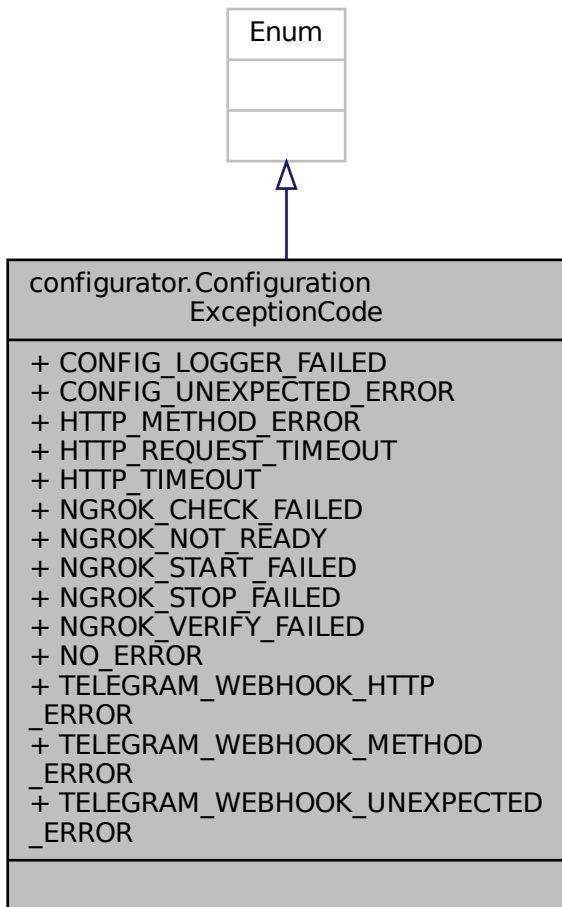 Enum
configurator.Configuration
ExceptionCode
+ CONFIG_LOGGER_FAILED
+ CONFIG_UNEXPECTED_ERROR
+ HTTP_METHOD_ERROR
+ HTTP_REQUEST_TIMEOUT
+ HTTP_TIMEOUT
+ NGROK_CHECK_FAILED
+ NGROK_NOT_READY
+ NGROK_START_FAILED
+ NGROK_STOP_FAILED
+ NGROK_VERIFY_FAILED
+ NO_ERROR
+ TELEGRAM_WEBHOOK_HTTP
_ERROR
+ TELEGRAM_WEBHOOK_METHOD
_ERROR
+ TELEGRAM_WEBHOOK_UNEXPECTED
_ERROR